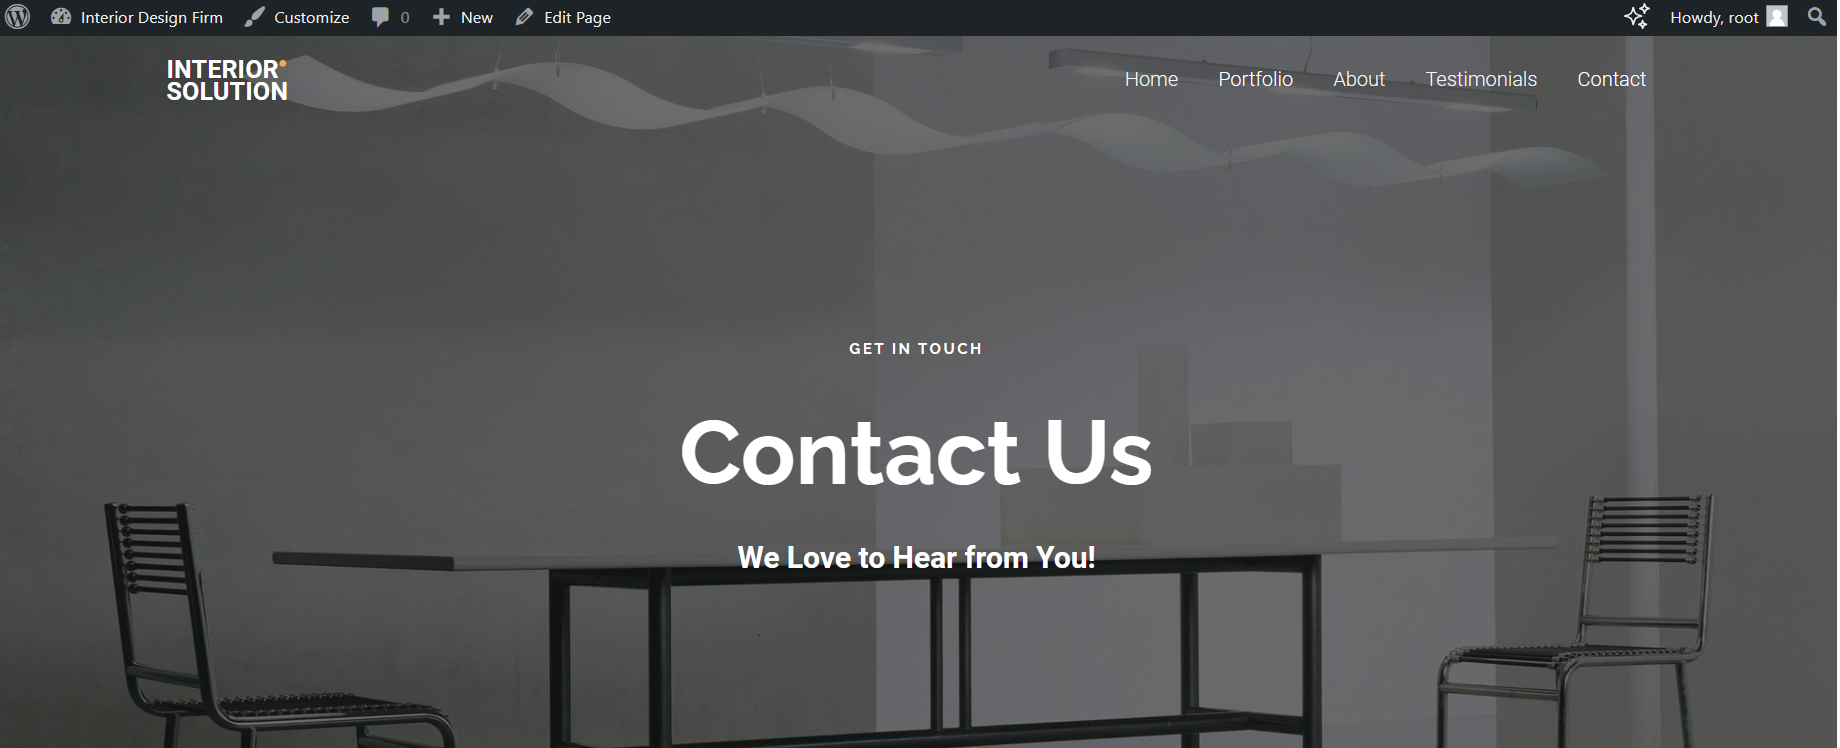 Interior Design Firm Customize 0 New Edit Page Howdy, root
INTERIOR
SOLUTION
Home Portfolio About Testimonials Contact
GET IN TOUCH
Contact Us
We Love to Hear from You!